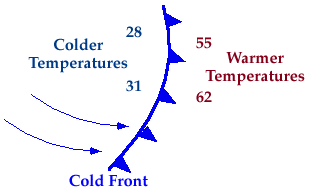 28
Colder
Temperatures
31
55
Warmer
Temperatures
62
Cold Front